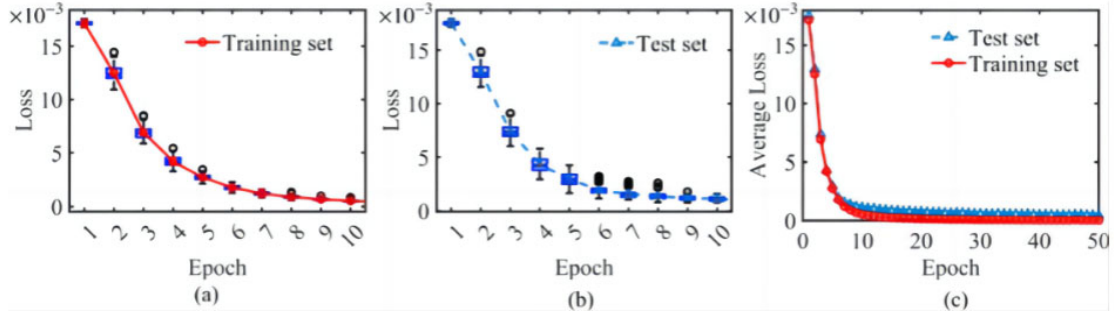 ×10⁻³
15
10
5
0
Loss
Training set
1 2 3 4 5 6 7 8 9 10
Epoch
(a)
×10⁻³
15
10
5
0
Loss
Test set
1 2 3 4 5 6 7 8 9 10
Epoch
(b)
×10⁻³
15
10
5
0
Average Loss
Test set
Training set
0 10 20 30 40 50
Epoch
(c)